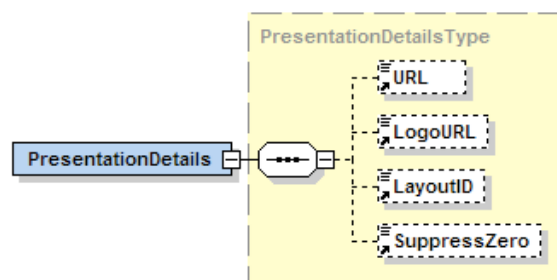 PresentationDetailsType
URL
LogoURL
PresentationDetails
LayoutID
SuppressZero